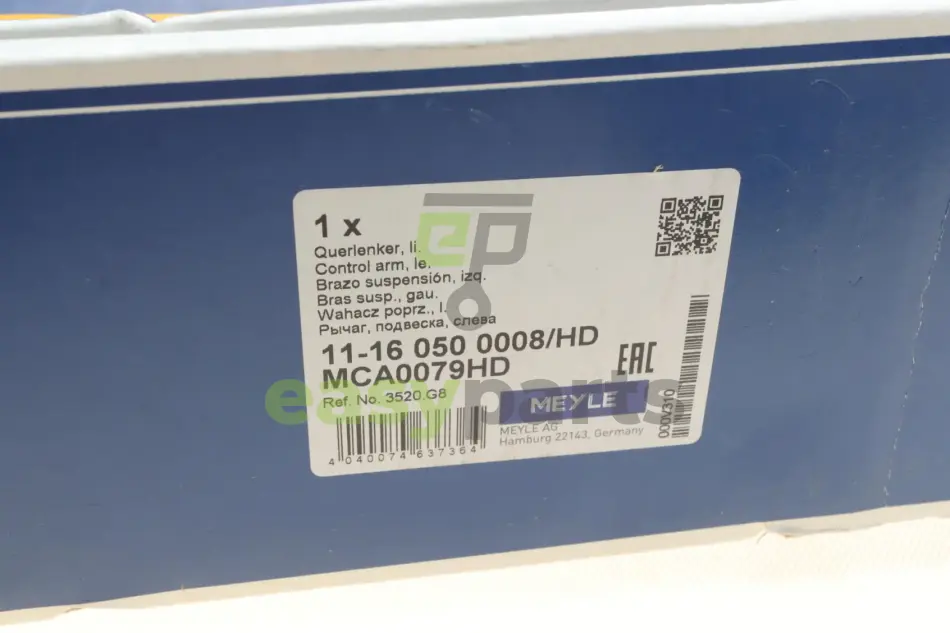 1 x
Querlenker, li.
Control arm, le.
Brazo suspensión, izq.
Bras susp., gau.
Wahacz poprz., l.
Рычаг, подвеска, слева
11-16 050 0008/HD
MCA0079HD
EAC
Ref. No. 3520.G8
MEYLE
MEYLE AG
Hamburg 22143, Germany
4 040074 637364
000V310
ep
easyparts